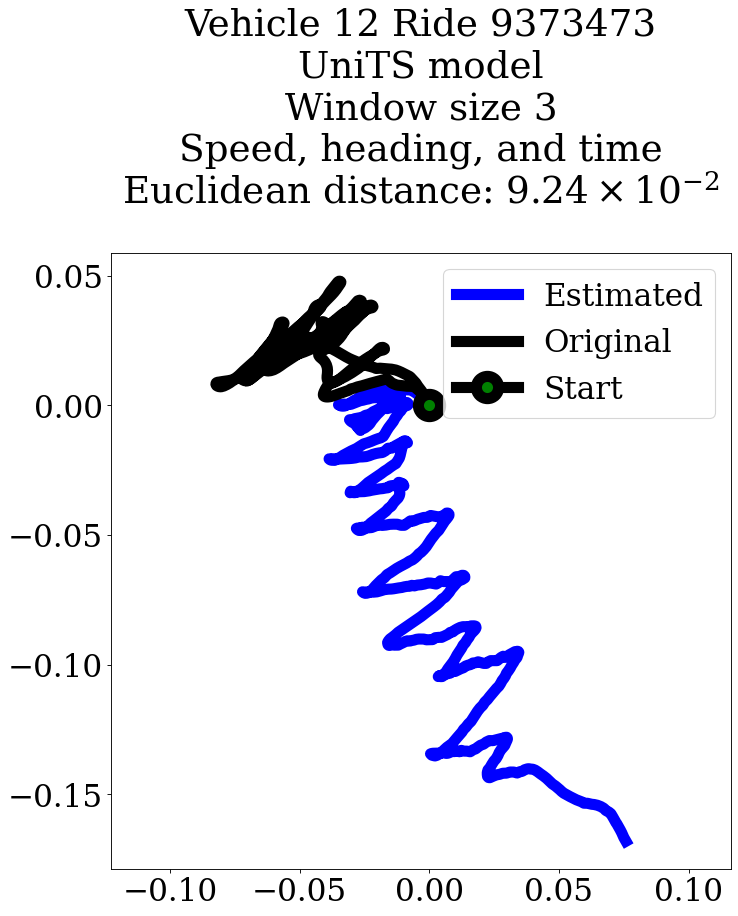 Vehicle 12 Ride 9373473
UniTS model
Window size 3
Speed, heading, and time
Euclidean distance: 9.24 × 10⁻²
0.05
0.00
−0.05
−0.10
−0.15
Estimated
Original
Start
−0.10 −0.05 0.00 0.05 0.10